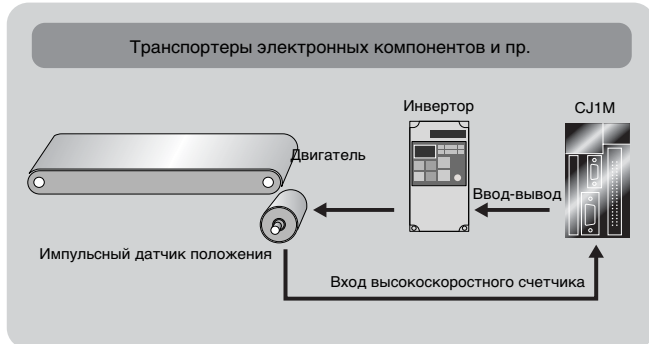 Транспортеры электронных компонентов и пр.
Инвертор
CJ1M
Двигатель
Ввод-вывод
Импульсный датчик положения
Вход высокоскоростного счетчика